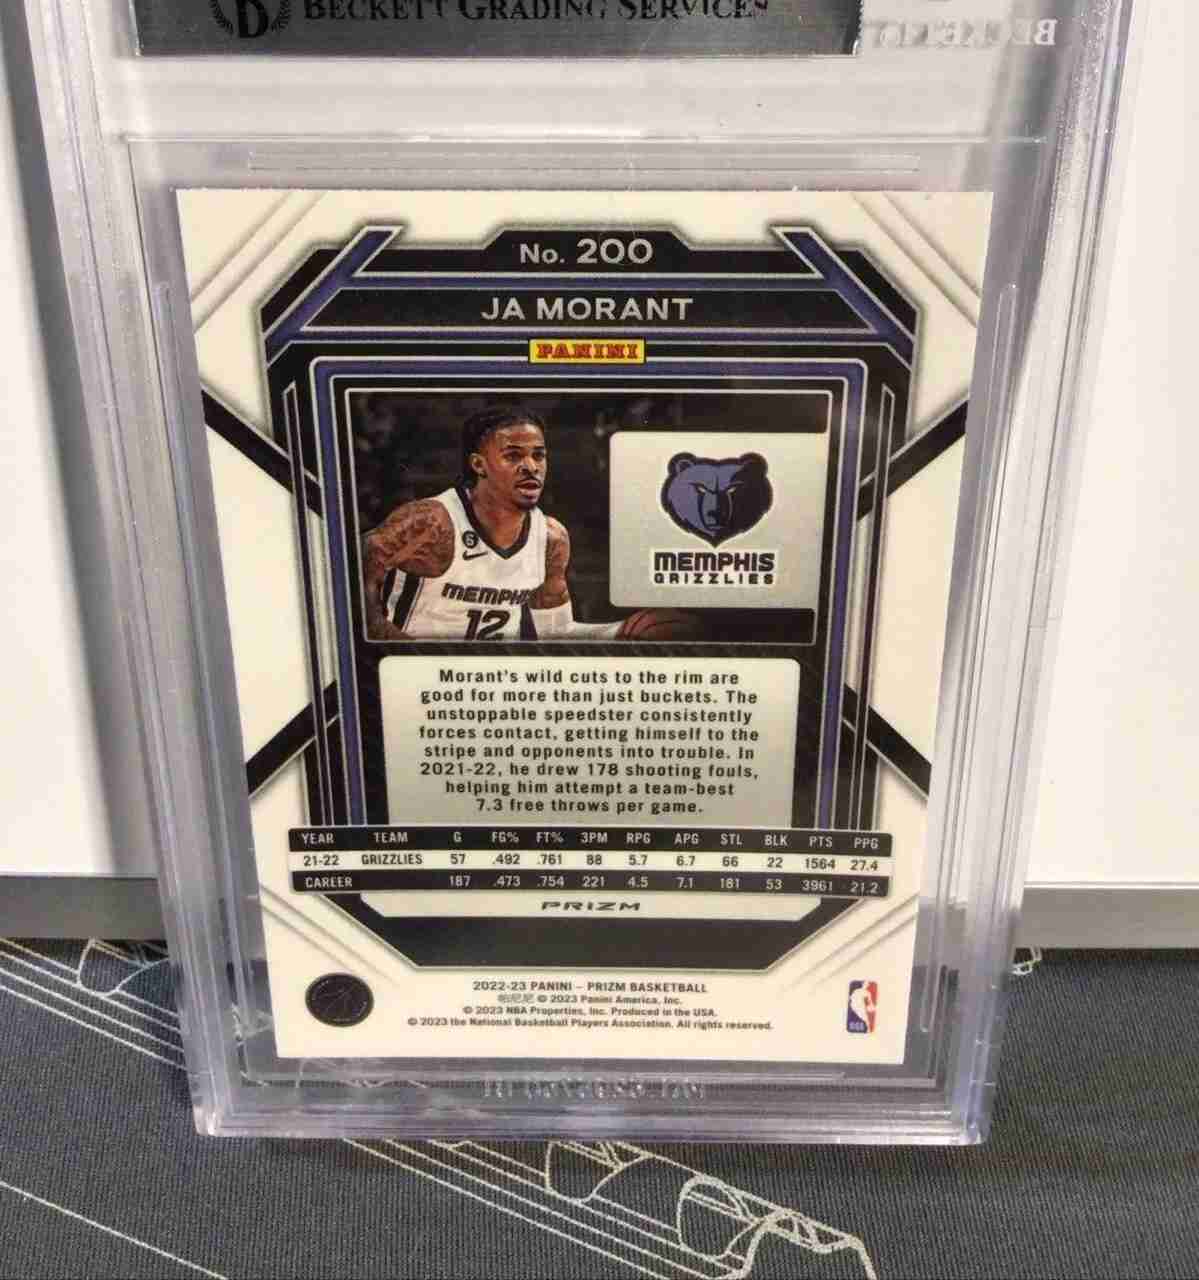 BECKETT GRADING SERVICES
No. 200
JA MORANT
PANINI
6
MEMPHIS
12
MEMPHIS
GRIZZLIES
Morant's wild cuts to the rim are
good for more than just buckets. The
unstoppable speedster consistently
forces contact, getting himself to the
stripe and opponents into trouble. In
2021-22, he drew 178 shooting fouls,
helping him attempt a team-best
7.3 free throws per game.
YEAR TEAM G FG% FT% 3PM RPG APG STL BLK PTS PPG
21-22 GRIZZLIES 57 .492 .761 88 5.7 6.7 66 22 1564 27.4
CAREER 187 .473 .754 221 4.5 7.1 181 53 3961 21.2
PRIZM
2022-23 PANINI – PRIZM BASKETBALL
帕尼尼 © 2023 Panini America, Inc.
© 2023 NBA Properties, Inc. Produced in the USA.
© 2023 the National Basketball Players Association. All rights reserved.